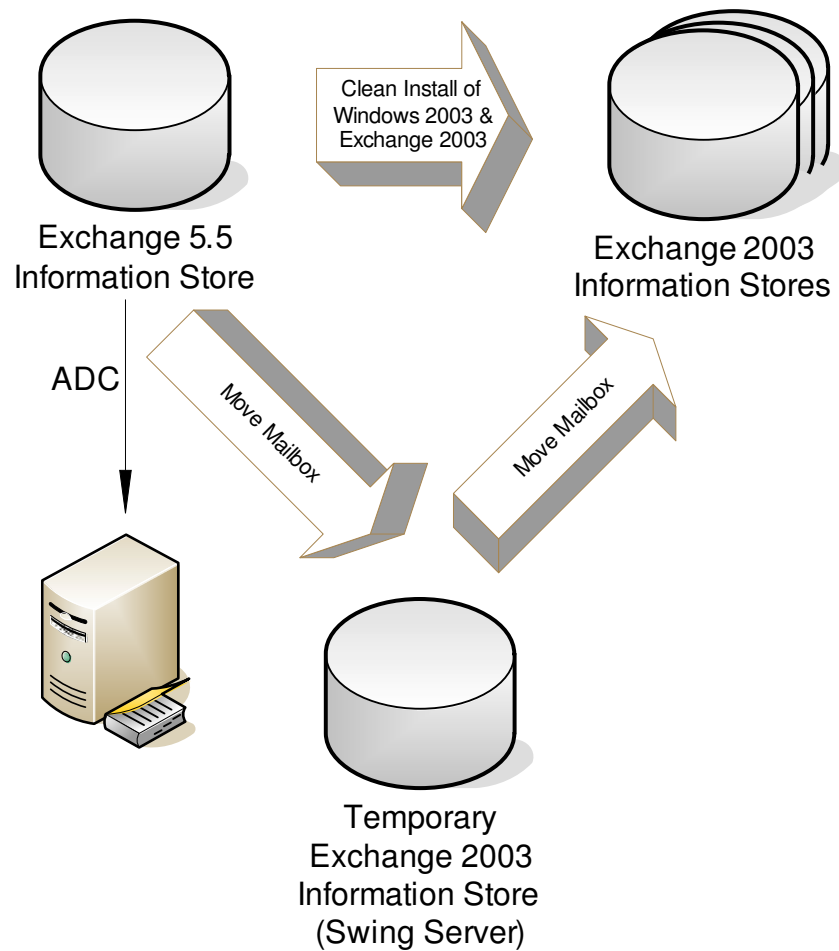 Clean Install of
Windows 2003 &
Exchange 2003
Exchange 5.5
Information Store
Exchange 2003
Information Stores
ADC
Move Mailbox
Move Mailbox
Temporary
Exchange 2003
Information Store
(Swing Server)